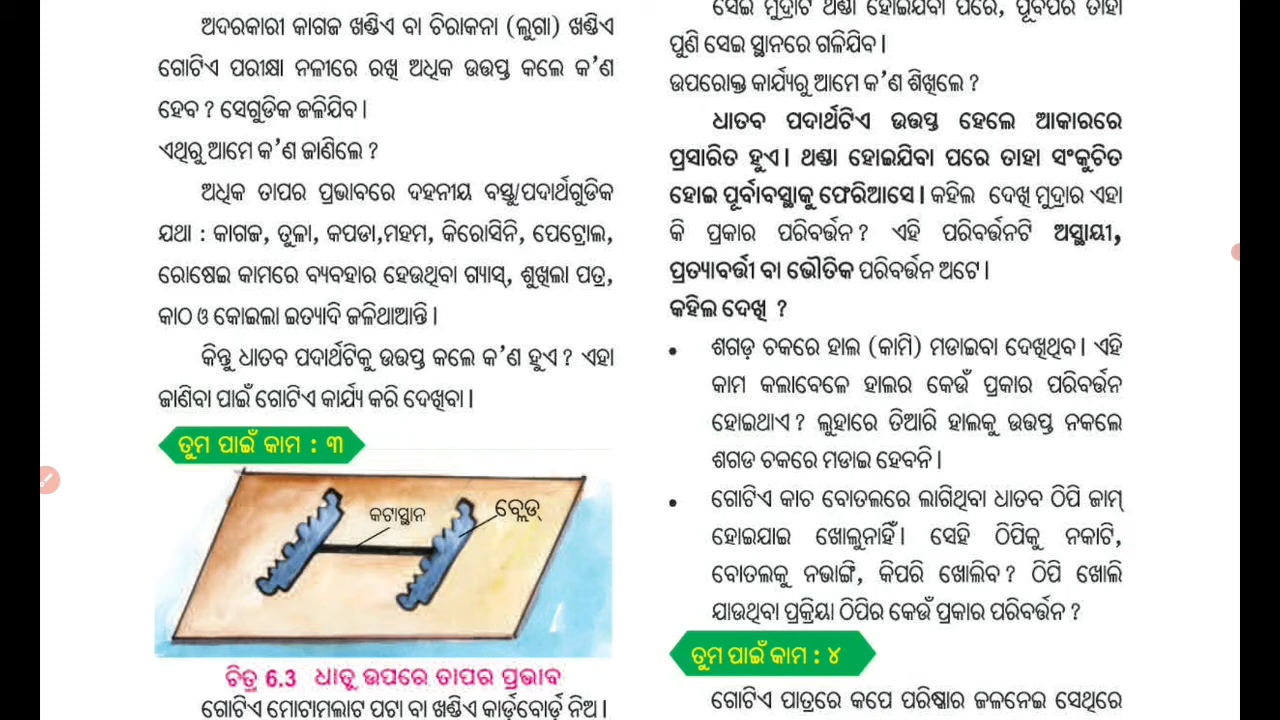 ଅଦରକାରୀ କାଗଜ ଖଣ୍ଡିଏ ବା ଚିରାକନା (ଲୁଗା) ଖଣ୍ଡିଏ
ଗୋଟିଏ ପରୀକ୍ଷା ନଳୀରେ ରଖି ଅଧିକ ଉତ୍ତପ୍ତ କଲେ କ’ଣ
ହେବ ? ସେଗୁଡିକ ଜଳିଯିବ।
ଏଥିରୁ ଆମେ କ’ଣ ଜାଣିଲେ ?
ଅଧିକ ତାପର ପ୍ରଭାବରେ ଦହନୀୟ ବସ୍ତୁ/ପଦାର୍ଥଗୁଡିକ
ଯଥା : କାଗଜ, ତୁଳା, କପଡା,ମହମ, କିରୋସିନି, ପେଟ୍ରୋଲ,
ରୋଷେଇ କାମରେ ବ୍ୟବହାର ହେଉଥିବା ଗ୍ୟାସ୍, ଶୁଖିଲା ପତ୍ର,
କାଠ ଓ କୋଇଲା ଇତ୍ୟାଦି ଜଳିଥାଆନ୍ତି।
କିନ୍ତୁ ଧାତବ ପଦାର୍ଥଟିକୁ ଉତ୍ତପ୍ତ କଲେ କ’ଣ ହୁଏ ? ଏହା
ଜାଣିବା ପାଇଁ ଗୋଟିଏ କାର୍ଯ୍ୟ କରି ଦେଖିବା।
ତୁମ ପାଇଁ କାମ : ୩
କଟାସ୍ଥାନ
ବ୍ଲେଡ୍
ଚିତ୍ର 6.3 ଧାତୁ ଉପରେ ତାପର ପ୍ରଭାବ
ଗୋଟିଏ ମୋଟାମଲାଟ ପଟା ବା ଖଣ୍ଡିଏ କାର୍ଡ଼ବୋର୍ଡ଼ ନିଅ।
ସେଇ ମୁଦ୍ରାଟି ଥଣ୍ଡା ହୋଇଯିବା ପରେ, ପୂର୍ବପରି ତାହା
ପୁଣି ସେଇ ସ୍ଥାନରେ ଗଳିଯିବ।
ଉପରୋକ୍ତ କାର୍ଯ୍ୟରୁ ଆମେ କ’ଣ ଶିଖିଲେ ?
ଧାତବ ପଦାର୍ଥଟିଏ ଉତ୍ତପ୍ତ ହେଲେ ଆକାରରେ
ପ୍ରସାରିତ ହୁଏ। ଥଣ୍ଡା ହୋଇଯିବା ପରେ ତାହା ସଂକୁଚିତ
ହୋଇ ପୂର୍ବାବସ୍ଥାକୁ ଫେରିଆସେ। କହିଲ ଦେଖି ମୁଦ୍ରାର ଏହା
କି ପ୍ରକାର ପରିବର୍ତ୍ତନ ? ଏହି ପରିବର୍ତ୍ତନଟି ଅସ୍ଥାୟୀ,
ପ୍ରତ୍ୟାବର୍ତ୍ତୀ ବା ଭୌତିକ ପରିବର୍ତ୍ତନ ଅଟେ।
କହିଲ ଦେଖି ?
• ଶଗଡ଼ ଚକରେ ହାଲ (କାମି) ମଡାଇବା ଦେଖିଥିବ। ଏହି
କାମ କଲାବେଳେ ହାଲର କେଉଁ ପ୍ରକାର ପରିବର୍ତ୍ତନ
ହୋଇଥାଏ ? ଲୁହାରେ ତିଆରି ହାଲକୁ ଉତ୍ତପ୍ତ ନକଲେ
ଶଗଡ ଚକରେ ମଡାଇ ହେବନି।
• ଗୋଟିଏ କାଚ ବୋତଲରେ ଲାଗିଥିବା ଧାତବ ଠିପି ଜାମ୍
ହୋଇଯାଇ ଖୋଲୁନାହିଁ। ସେହି ଠିପିକୁ ନକାଟି,
ବୋତଲକୁ ନଭାଙ୍ଗି, କିପରି ଖୋଲିବ ? ଠିପି ଖୋଲି
ଯାଉଥିବା ପ୍ରକ୍ରିୟା ଠିପିର କେଉଁ ପ୍ରକାର ପରିବର୍ତ୍ତନ ?
ତୁମ ପାଇଁ କାମ : ୪
ଗୋଟିଏ ପାତ୍ରରେ କପେ ପରିଷ୍କାର ଜଳନେଇ ସେଥିରେ